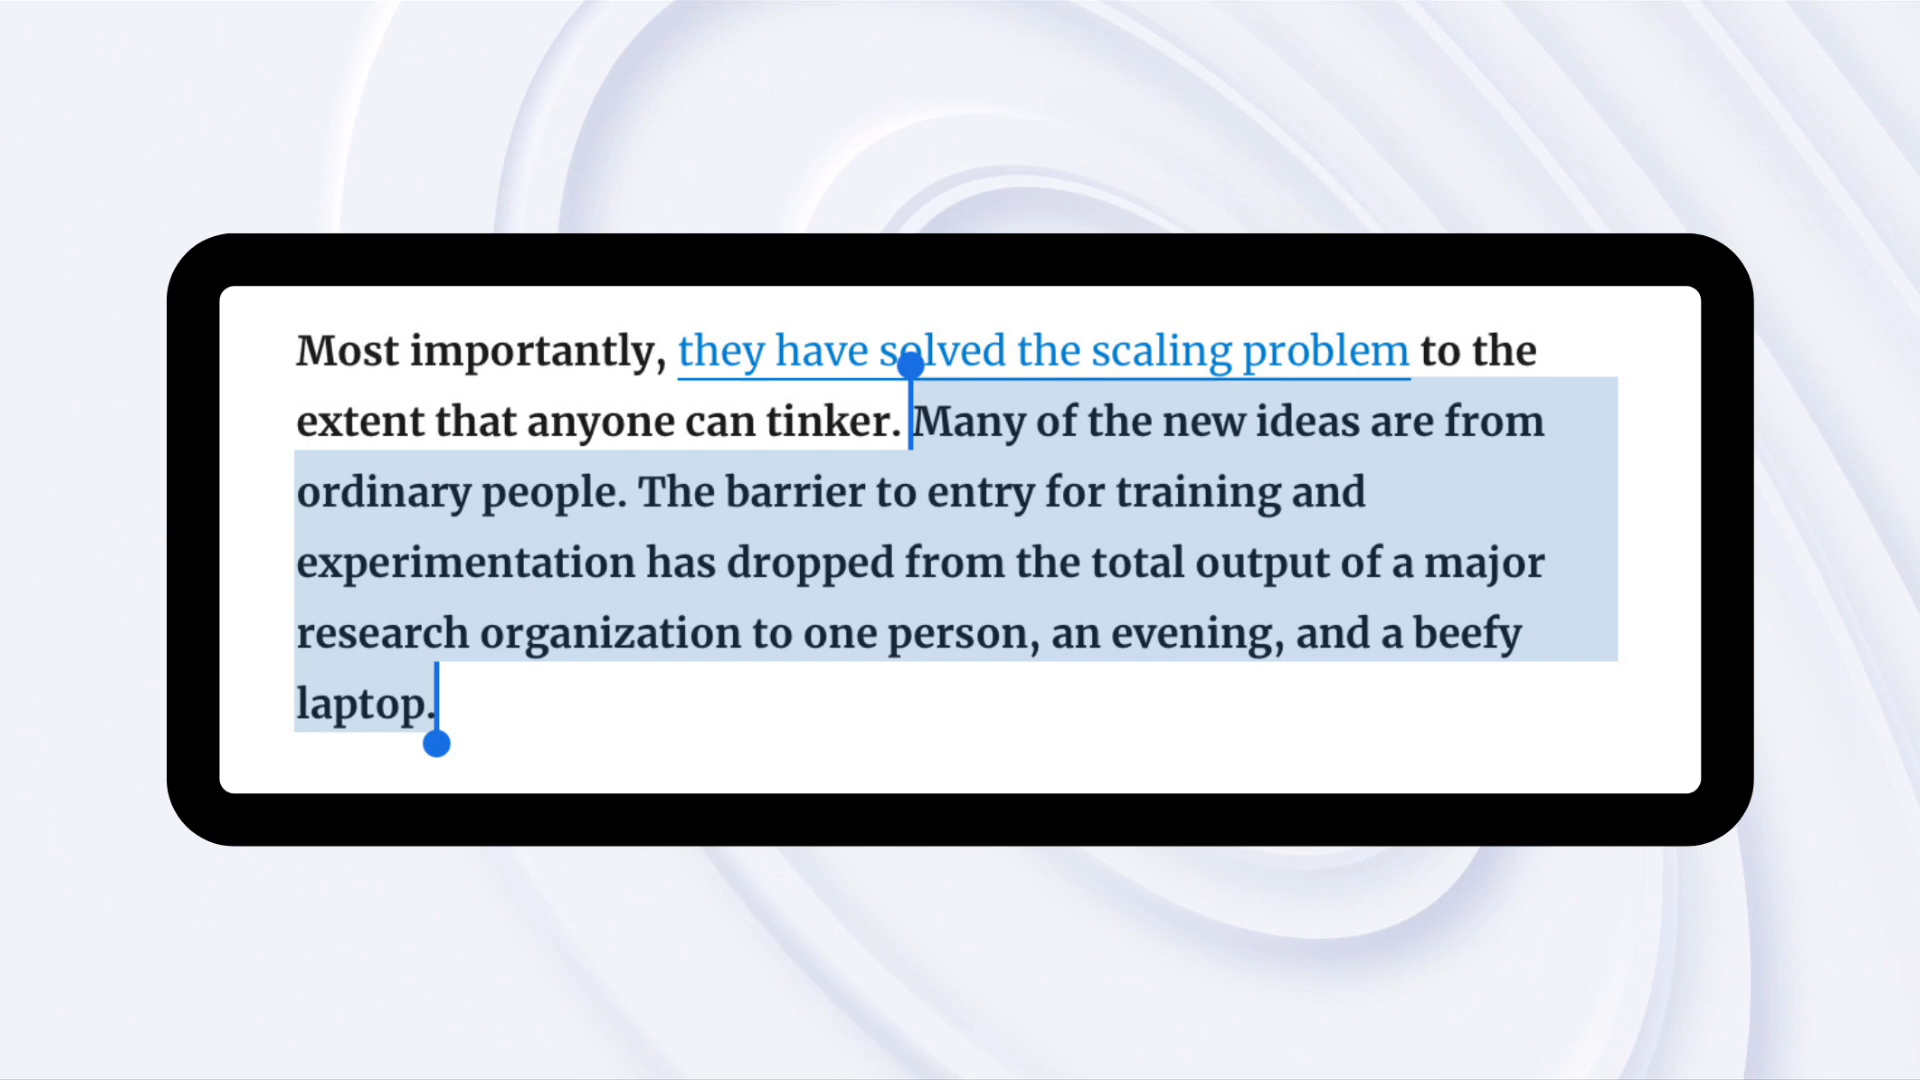 Most importantly, they have solved the scaling problem to the
extent that anyone can tinker. Many of the new ideas are from
ordinary people. The barrier to entry for training and
experimentation has dropped from the total output of a major
research organization to one person, an evening, and a beefy
laptop.